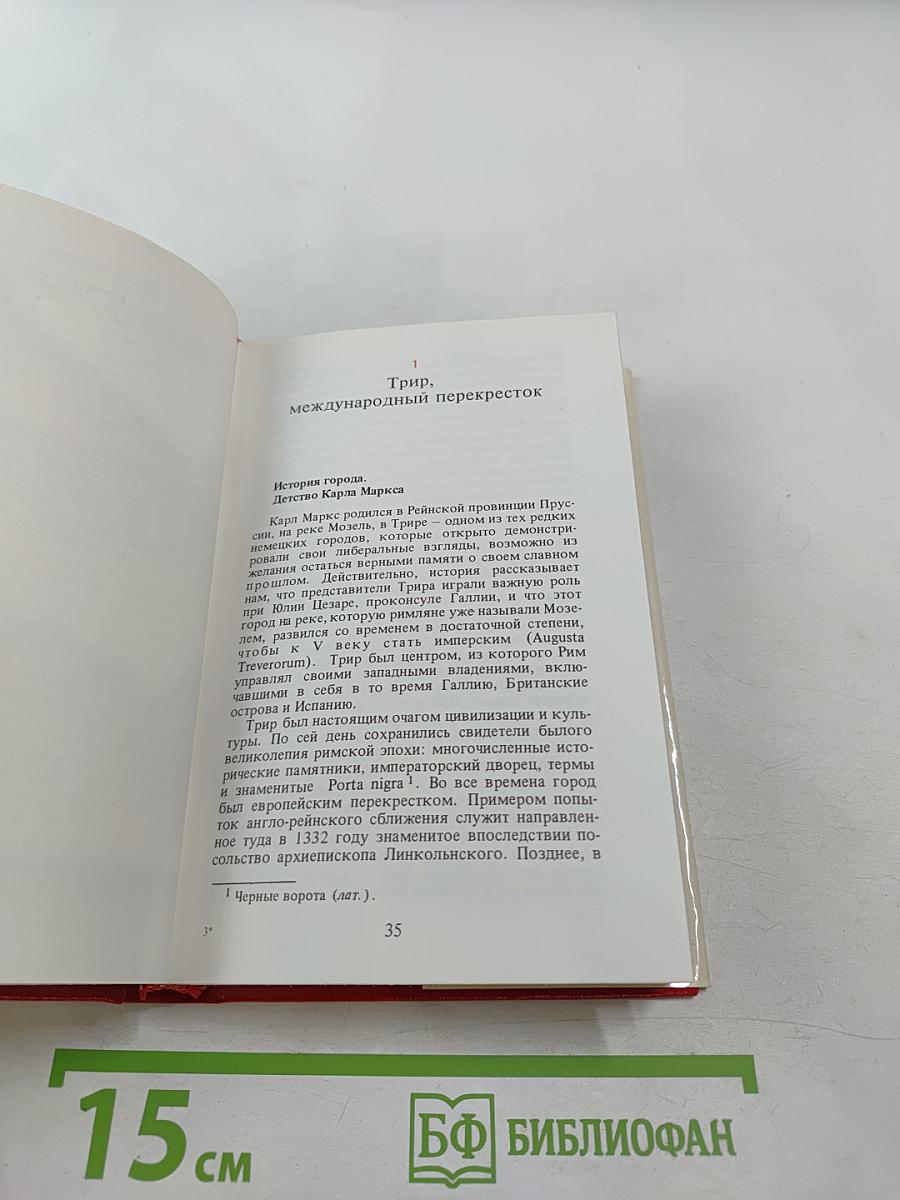 1
Трир,
международный перекресток
История города.
Детство Карла Маркса
Карл Маркс родился в Рейнской провинции Прус-
сии, на реке Мозель, в Трире — одном из тех редких
немецких городов, которые открыто демонстри-
ровали свои либеральные взгляды, возможно из
желания остаться верными памяти о своем славном
прошлом. Действительно, история рассказывает
нам, что представители Трира играли важную роль
при Юлии Цезаре, проконсуле Галлии, и что этот
город на реке, которую римляне уже называли Мозе-
лем, развился со временем в достаточной степени,
чтобы к V веку стать имперским (Augusta
Treverorum). Трир был центром, из которого Рим
управлял своими западными владениями, вклю-
чавшими в себя в то время Галлию, Британские
острова и Испанию.
Трир был настоящим очагом цивилизации и куль-
туры. По сей день сохранились свидетели былого
великолепия римской эпохи: многочисленные исто-
рические памятники, императорский дворец, термы
и знаменитые Porta nigra 1. Во все времена город
был европейским перекрестком. Примером попы-
ток англо-рейнского сближения служит направлен-
ное туда в 1332 году знаменитое впоследствии по-
сольство архиепископа Линкольнского. Позднее, в
1 Черные ворота (лат.).
3*
35
15 см
БФ БИБЛИОФАН